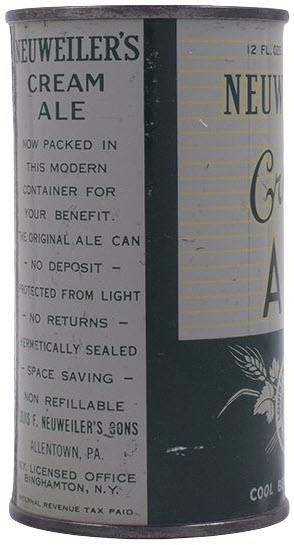 NEUWEILER'S
CREAM
ALE
NOW PACKED IN
THIS MODERN
CONTAINER FOR
YOUR BENEFIT.
THE ORIGINAL ALE CAN
- NO DEPOSIT -
PROTECTED FROM LIGHT
- NO RETURNS -
HERMETICALLY SEALED
- SPACE SAVING -
NON REFILLABLE
LOUIS F. NEUWEILER'S SONS
ALLENTOWN, PA.
N.Y. LICENSED OFFICE
BINGHAMTON, N.Y.
INTERNAL REVENUE TAX PAID
12 FL. OZS
NEUW
Cr
A
COOL B